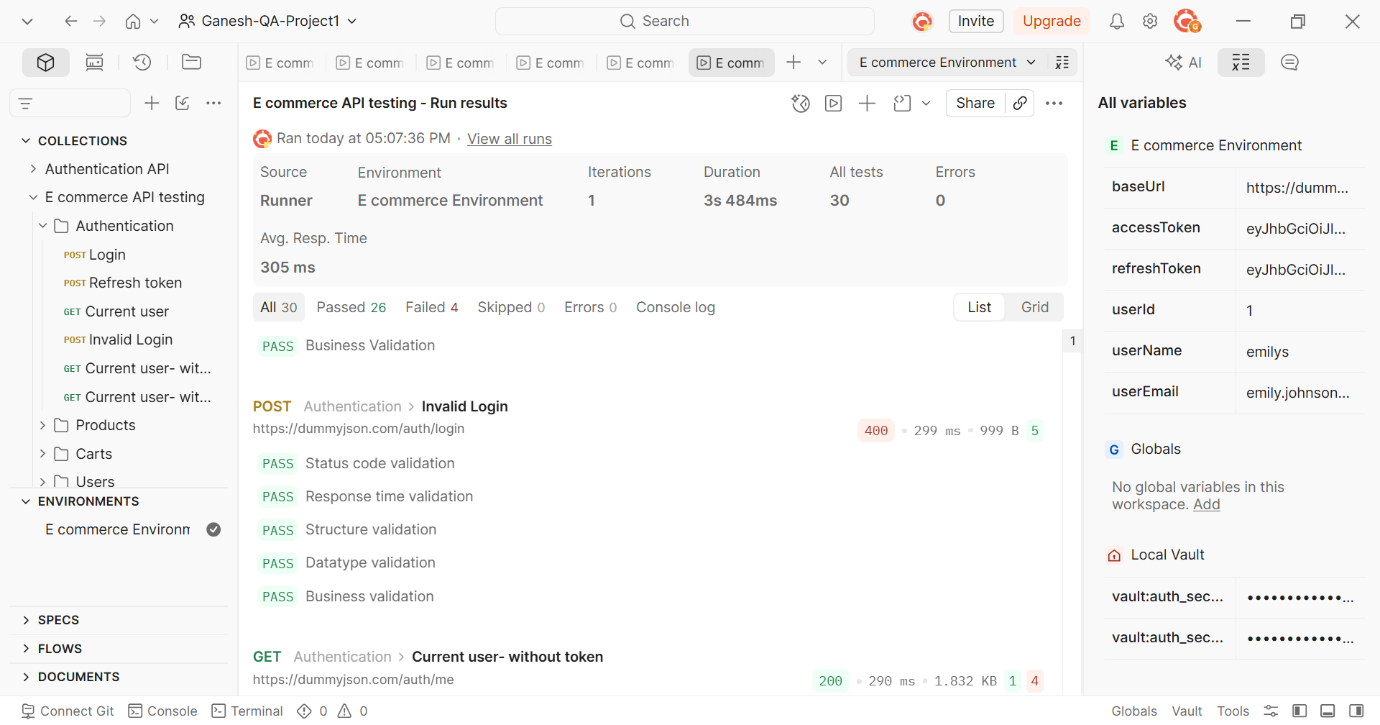 Ganesh-QA-Project1
Search
Invite
Upgrade
E comm
E comm
E comm
E comm
E comm
E comm
E commerce Environment
AI
COLLECTIONS
Authentication API
E commerce API testing
Authentication
POST Login
POST Refresh token
GET Current user
POST Invalid Login
GET Current user- wit...
GET Current user- wit...
Products
Carts
Users
ENVIRONMENTS
E commerce Environm
SPECS
FLOWS
DOCUMENTS
E commerce API testing - Run results
Share
Ran today at 05:07:36 PM · View all runs
Source Environment Iterations Duration All tests Errors
Runner E commerce Environment 1 3s 484ms 30 0
Avg. Resp. Time
305 ms
All 30 Passed 26 Failed 4 Skipped 0 Errors 0 Console log List Grid
1
PASS Business Validation
POST Authentication > Invalid Login
https://dummyjson.com/auth/login
400 • 299 ms • 999 B 5
PASS Status code validation
PASS Response time validation
PASS Structure validation
PASS Datatype validation
PASS Business validation
GET Authentication > Current user- without token
https://dummyjson.com/auth/me
200 • 290 ms • 1.832 KB 1 4
All variables
E E commerce Environment
baseUrl https://dumm...
accessToken eyJhbGciOiJI...
refreshToken eyJhbGciOiJI...
userId 1
userName emilys
userEmail emily.johnson...
G Globals
No global variables in this
workspace. Add
Local Vault
vault:auth_sec... ••••••••••••...
vault:auth_sec... ••••••••••••...
Connect Git Console Terminal 0 0
Globals Vault Tools